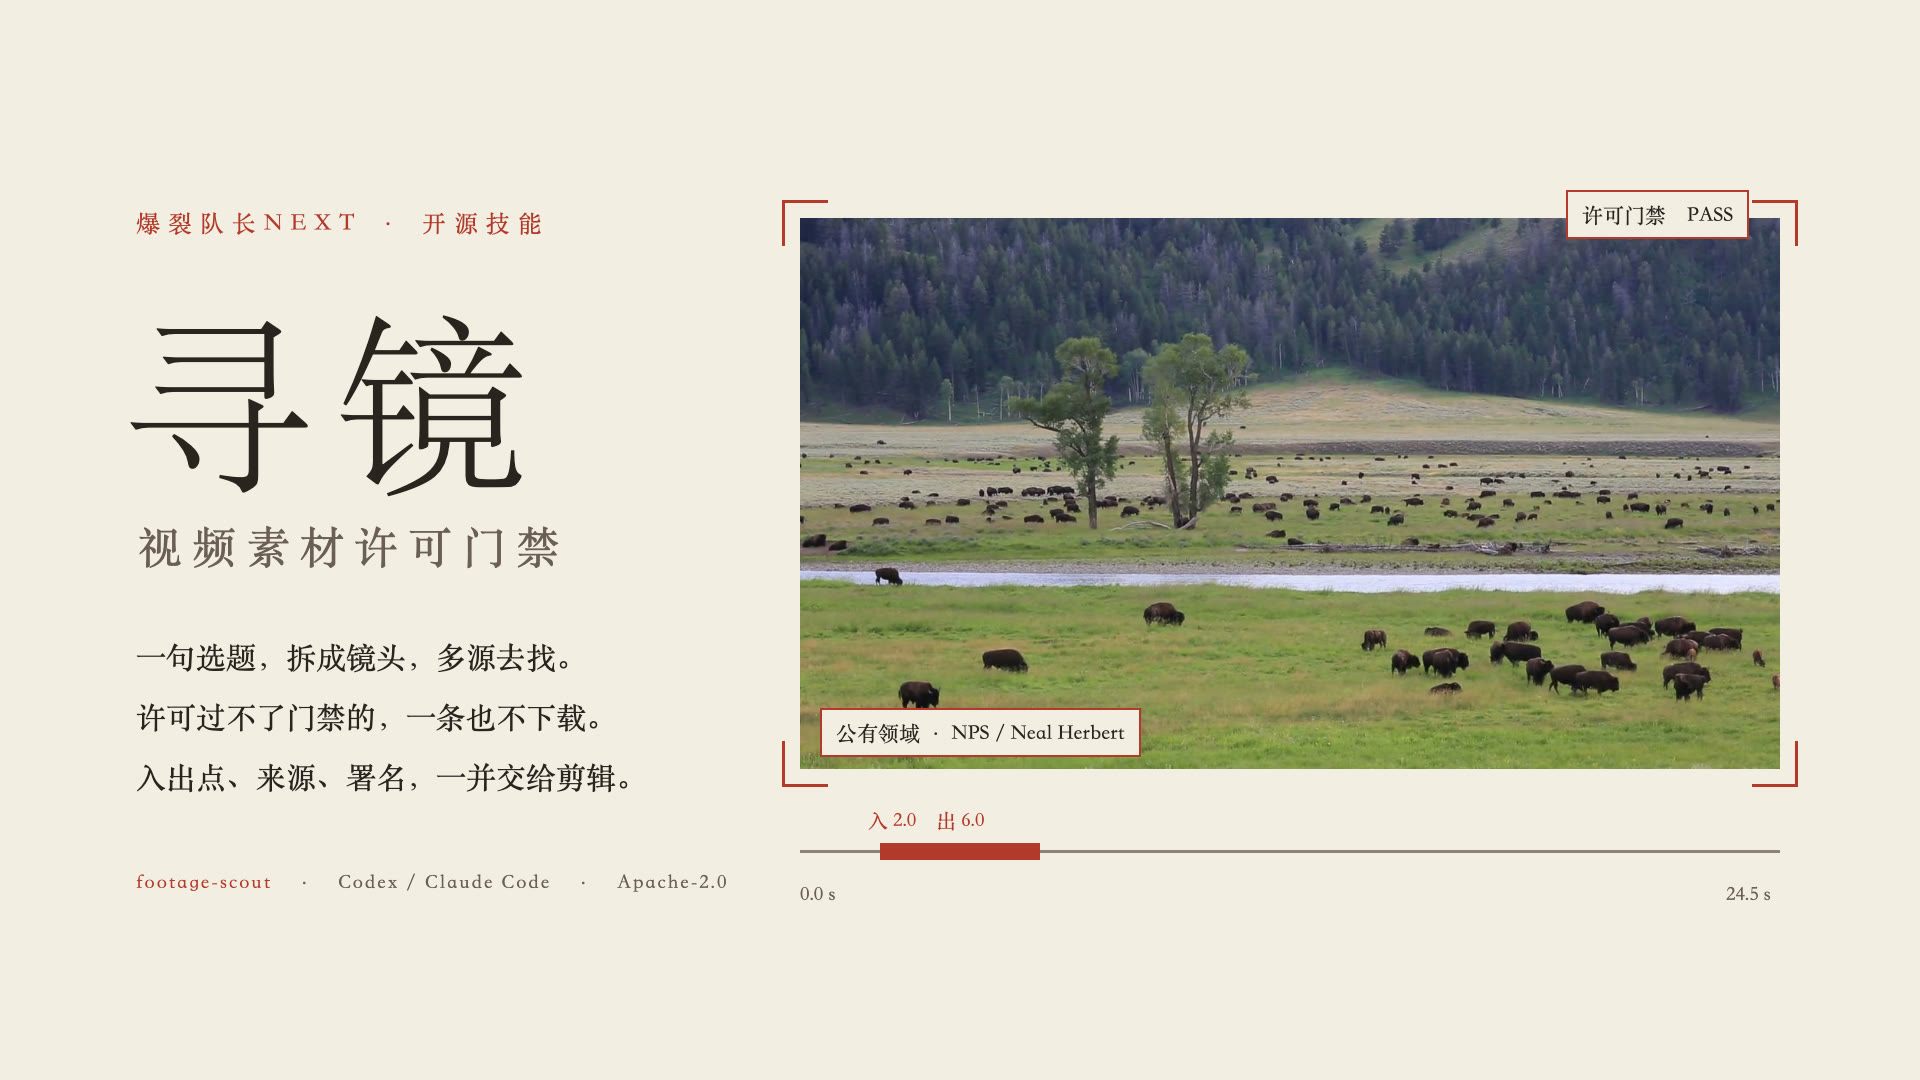 爆裂队长NEXT · 开源技能
寻镜
视频素材许可门禁
一句选题，拆成镜头，多源去找。
许可过不了门禁的，一条也不下载。
入出点、来源、署名，一并交给剪辑。
footage-scout · Codex / Claude Code · Apache-2.0
许可门禁 PASS
公有领域 · NPS / Neal Herbert
入 2.0 出 6.0
0.0 s
24.5 s